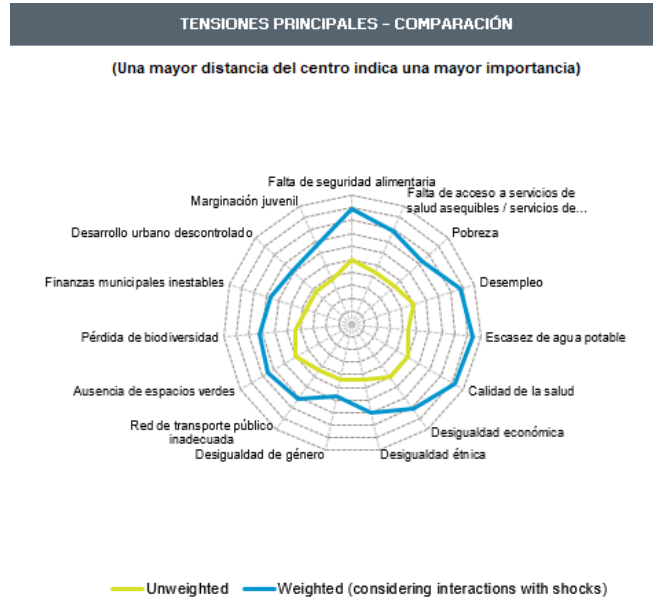 TENSIONES PRINCIPALES – COMPARACIÓN
(Una mayor distancia del centro indica una mayor importancia)
Falta de seguridad alimentaria
Falta de acceso a servicios de
salud asequibles / servicios de...
Pobreza
Desempleo
Escasez de agua potable
Calidad de la salud
Desigualdad económica
Desigualdad étnica
Desigualdad de género
Red de transporte público
inadecuada
Ausencia de espacios verdes
Pérdida de biodiversidad
Finanzas municipales inestables
Desarrollo urbano descontrolado
Marginación juvenil
Unweighted
Weighted (considering interactions with shocks)